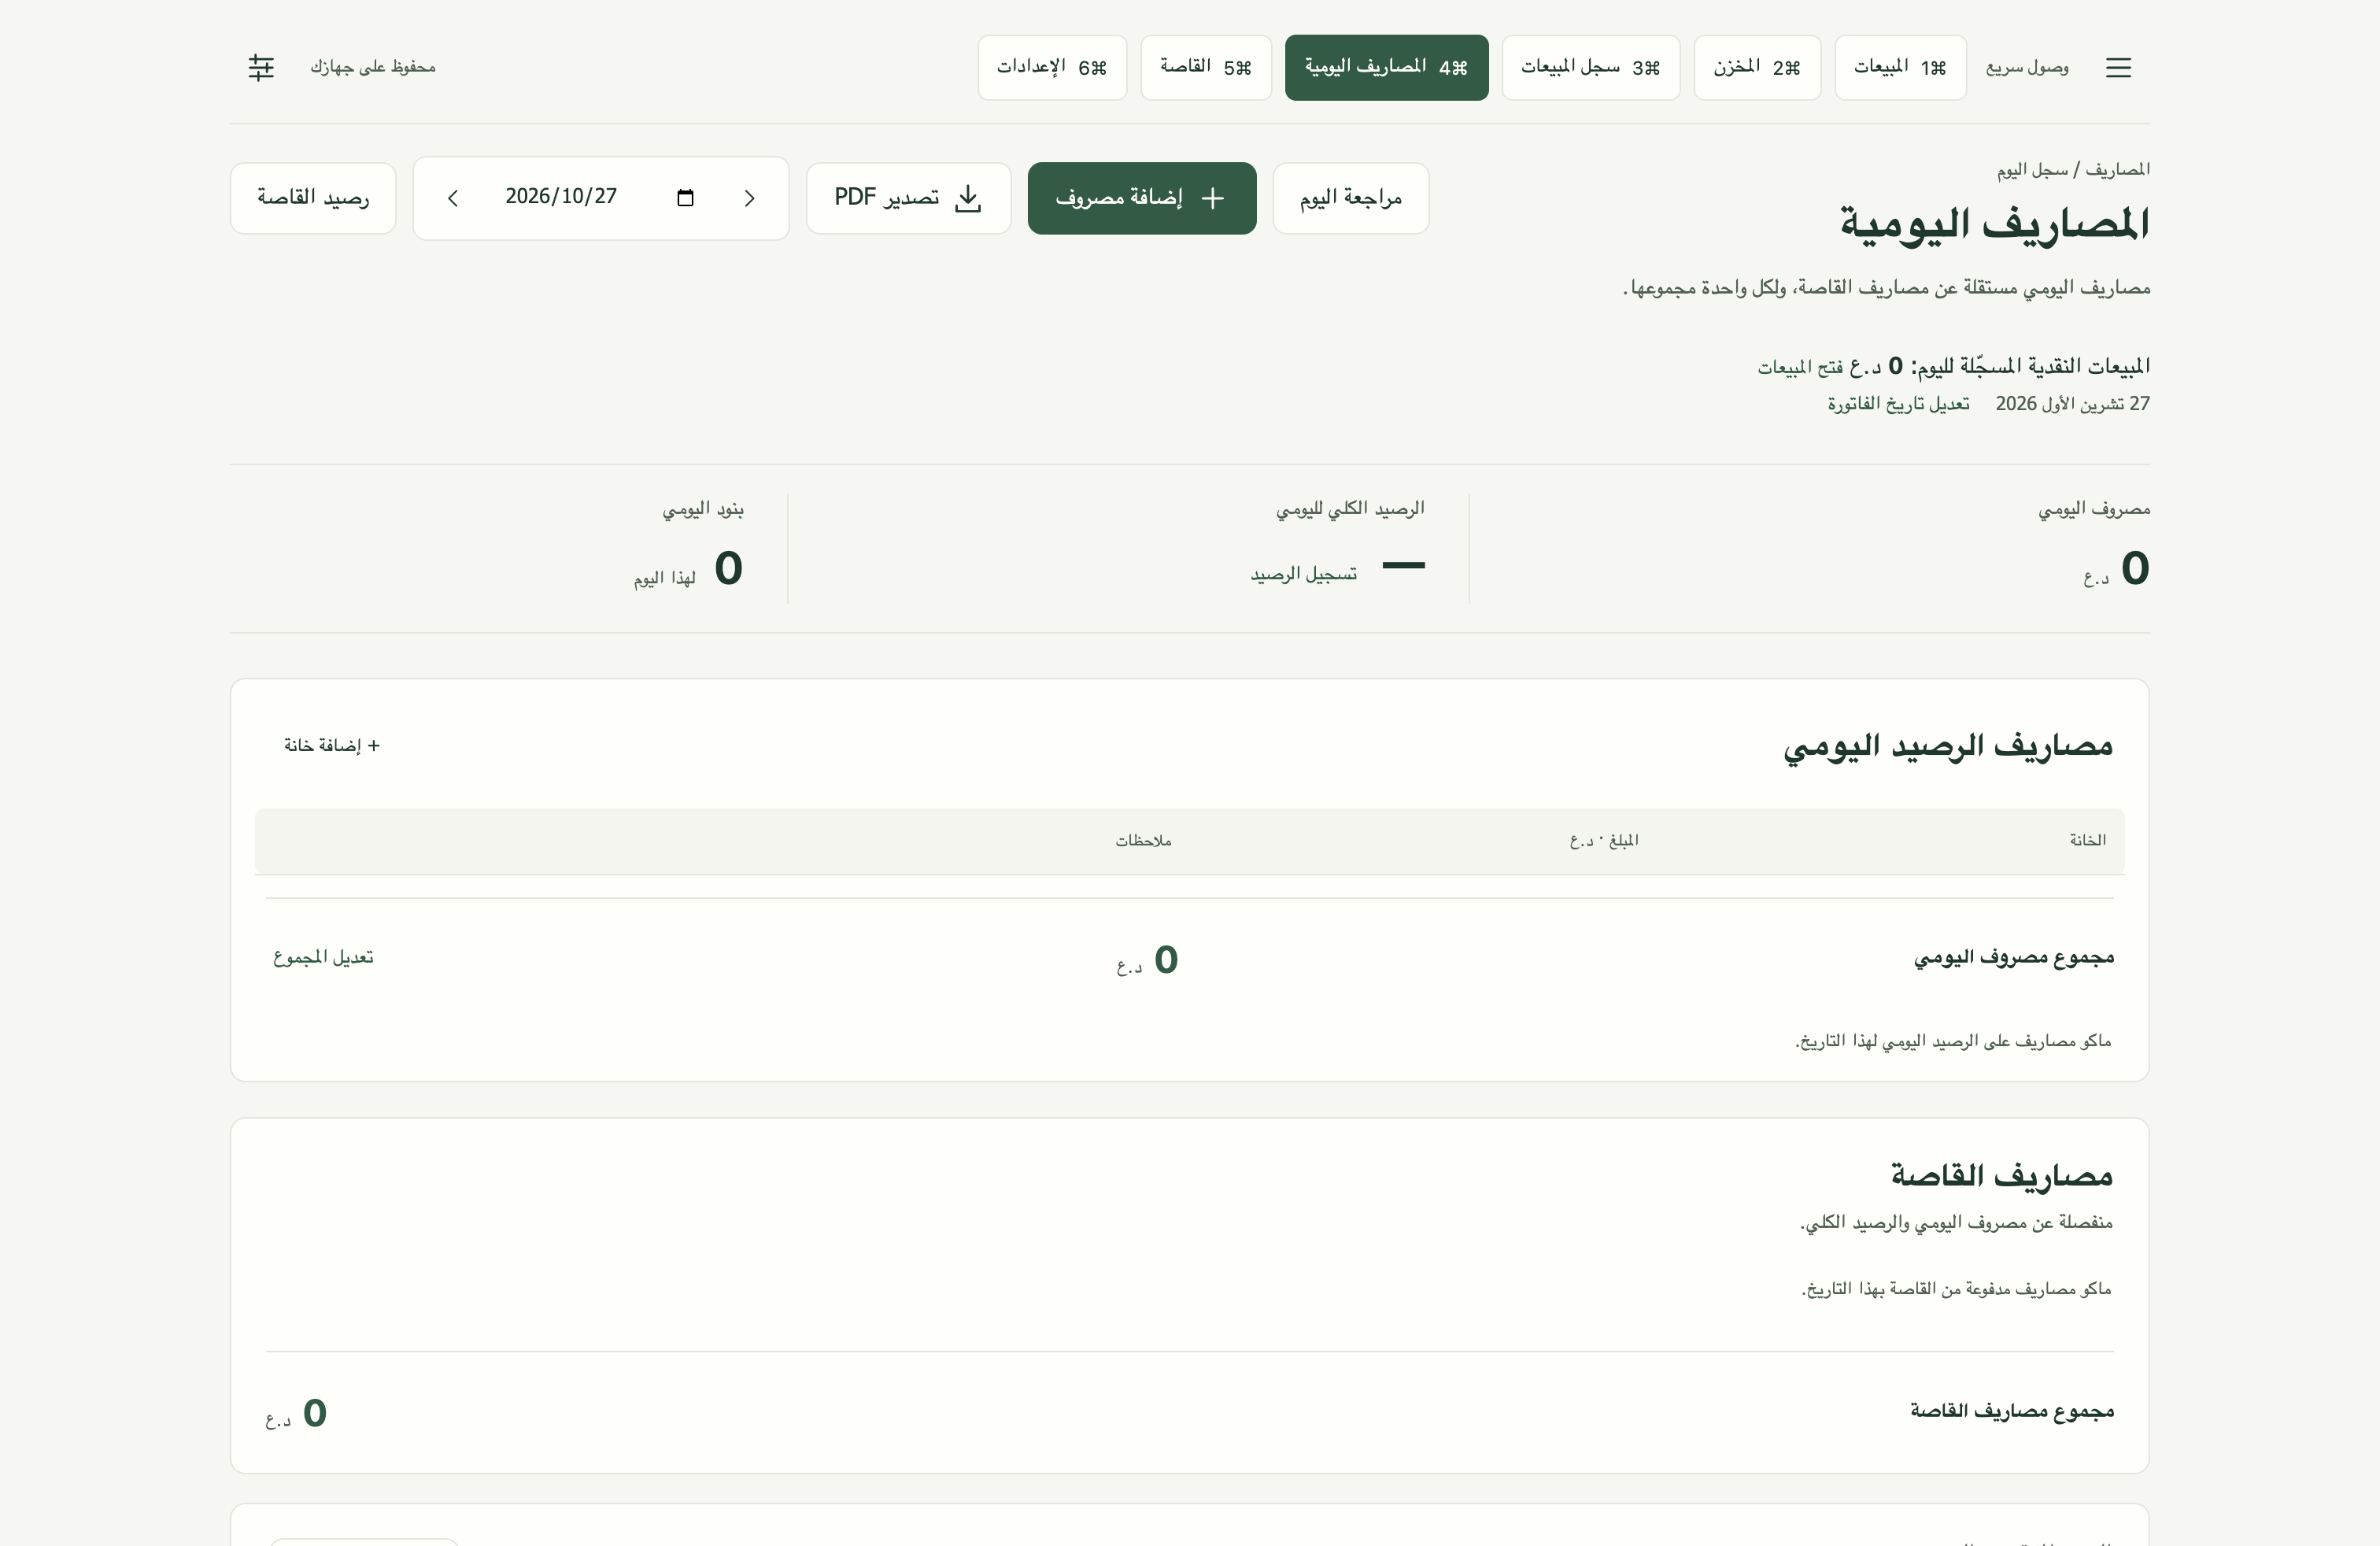 وصول سريع
⌘1 المبيعات
⌘2 المخزن
⌘3 سجل المبيعات
⌘4 المصاريف اليومية
⌘5 القاصة
⌘6 الإعدادات
محفوظ على جهازك
المصاريف / سجل اليوم
المصاريف اليومية
مصاريف اليومي مستقلة عن مصاريف القاصة، ولكل واحدة مجموعها.
مراجعة اليوم
إضافة مصروف
تصدير PDF
2026/10/27
رصيد القاصة
المبيعات النقدية المسجّلة لليوم: 0 د.ع فتح المبيعات
27 تشرين الأول 2026 تعديل تاريخ الفاتورة
مصروف اليومي
0 د.ع
الرصيد الكلي لليومي
— تسجيل الرصيد
بنود اليومي
0 لهذا اليوم
مصاريف الرصيد اليومي
+ إضافة خانة
الخانة المبلغ · د.ع ملاحظات
مجموع مصروف اليومي 0 د.ع تعديل المجموع
ماكو مصاريف على الرصيد اليومي لهذا التاريخ.
مصاريف القاصة
منفصلة عن مصروف اليومي والرصيد الكلي.
ماكو مصاريف مدفوعة من القاصة بهذا التاريخ.
مجموع مصاريف القاصة 0 د.ع